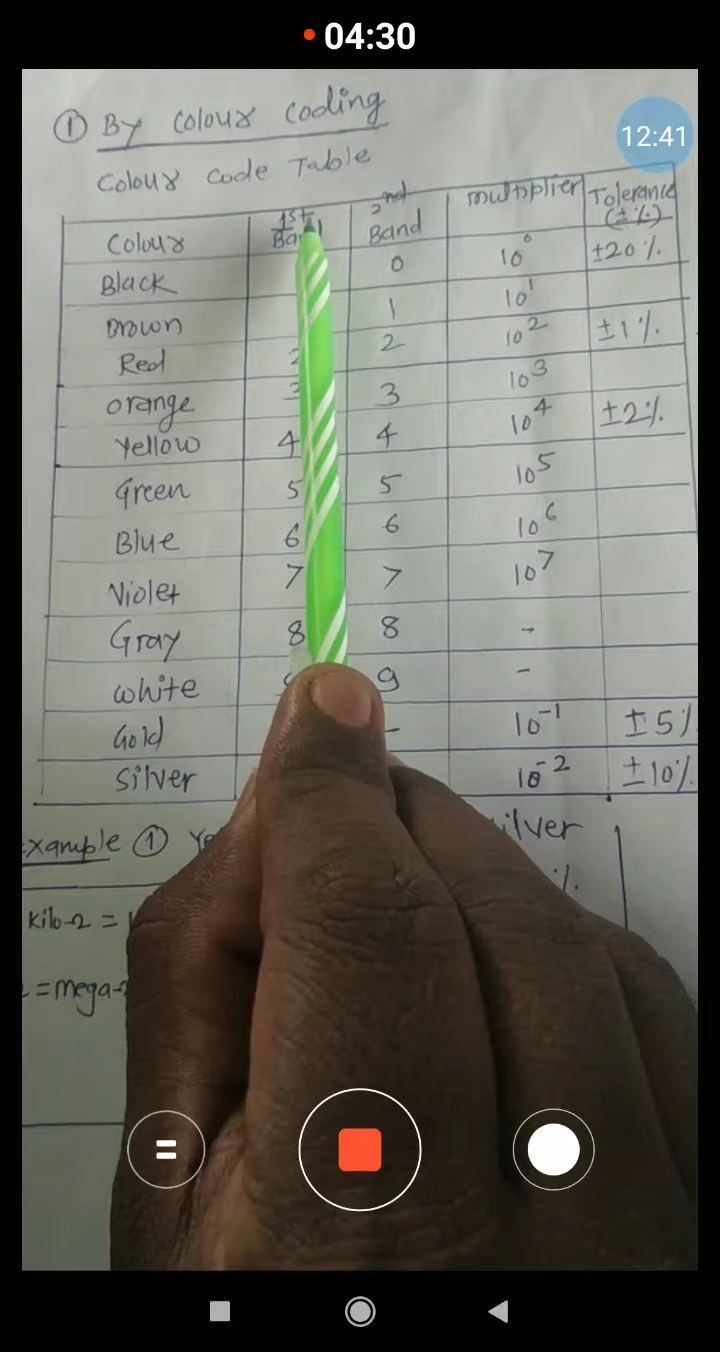 04:30
12:41
① By Colour Coding
Colour Code Table
Colour 1st Band 2nd Band multiplier Tolerance (±%)
Black 0 10⁰ ±20%
Brown 1 10¹
Red 2 2 10² ±1%
orange 3 3 10³
Yellow 4 4 10⁴ ±2%
Green 5 5 10⁵
Blue 6 6 10⁶
Violet 7 7 10⁷
Gray 8 8 -
white 9 -
Gold - 10⁻¹ ±5%
Silver 10⁻² ±10%
Example ① silver
%
kilo-Ω =
=mega-Ω